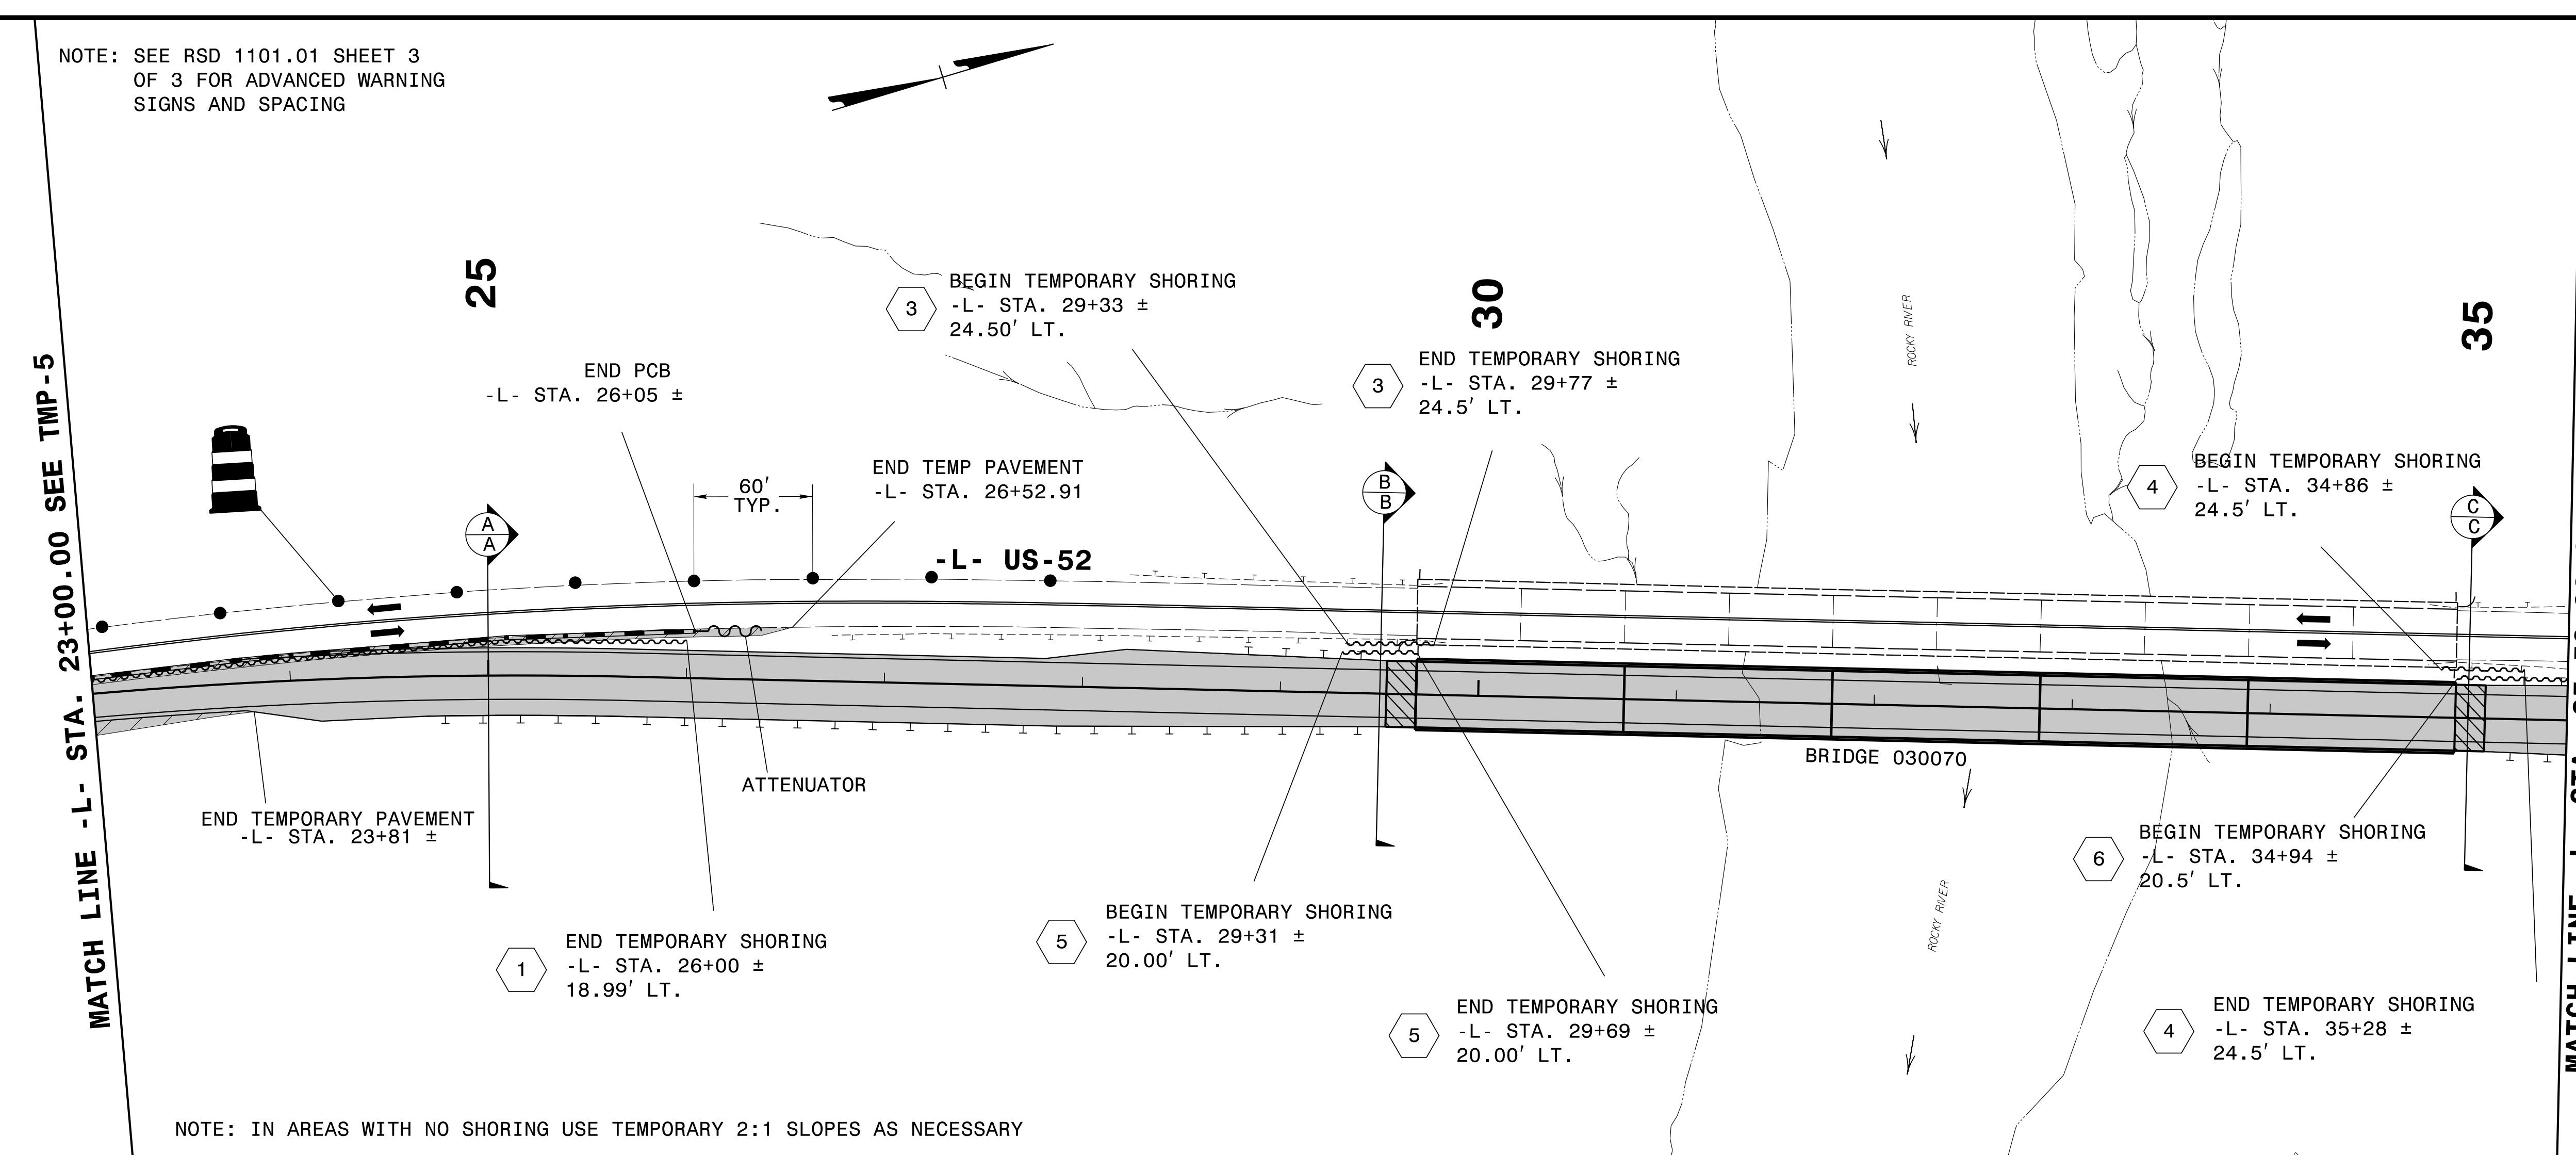 NOTE: SEE RSD 1101.01 SHEET 3
OF 3 FOR ADVANCED WARNING
SIGNS AND SPACING
MATCH LINE -L- STA. 23+00.00 SEE TMP-5
25
30
35
3
BEGIN TEMPORARY SHORING
-L- STA. 29+33 ±
24.50' LT.
3
END TEMPORARY SHORING
-L- STA. 29+77 ±
24.5' LT.
END PCB
-L- STA. 26+05 ±
END TEMP PAVEMENT
-L- STA. 26+52.91
60'
TYP.
4
BEGIN TEMPORARY SHORING
-L- STA. 34+86 ±
24.5' LT.
A
A
B
B
C
C
-L- US-52
ROCKY RIVER
BRIDGE 030070
ATTENUATOR
END TEMPORARY PAVEMENT
-L- STA. 23+81 ±
6
BEGIN TEMPORARY SHORING
-L- STA. 34+94 ±
20.5' LT.
5
BEGIN TEMPORARY SHORING
-L- STA. 29+31 ±
20.00' LT.
1
END TEMPORARY SHORING
-L- STA. 26+00 ±
18.99' LT.
ROCKY RIVER
5
END TEMPORARY SHORING
-L- STA. 29+69 ±
20.00' LT.
4
END TEMPORARY SHORING
-L- STA. 35+28 ±
24.5' LT.
MATCH LINE
NOTE: IN AREAS WITH NO SHORING USE TEMPORARY 2:1 SLOPES AS NECESSARY